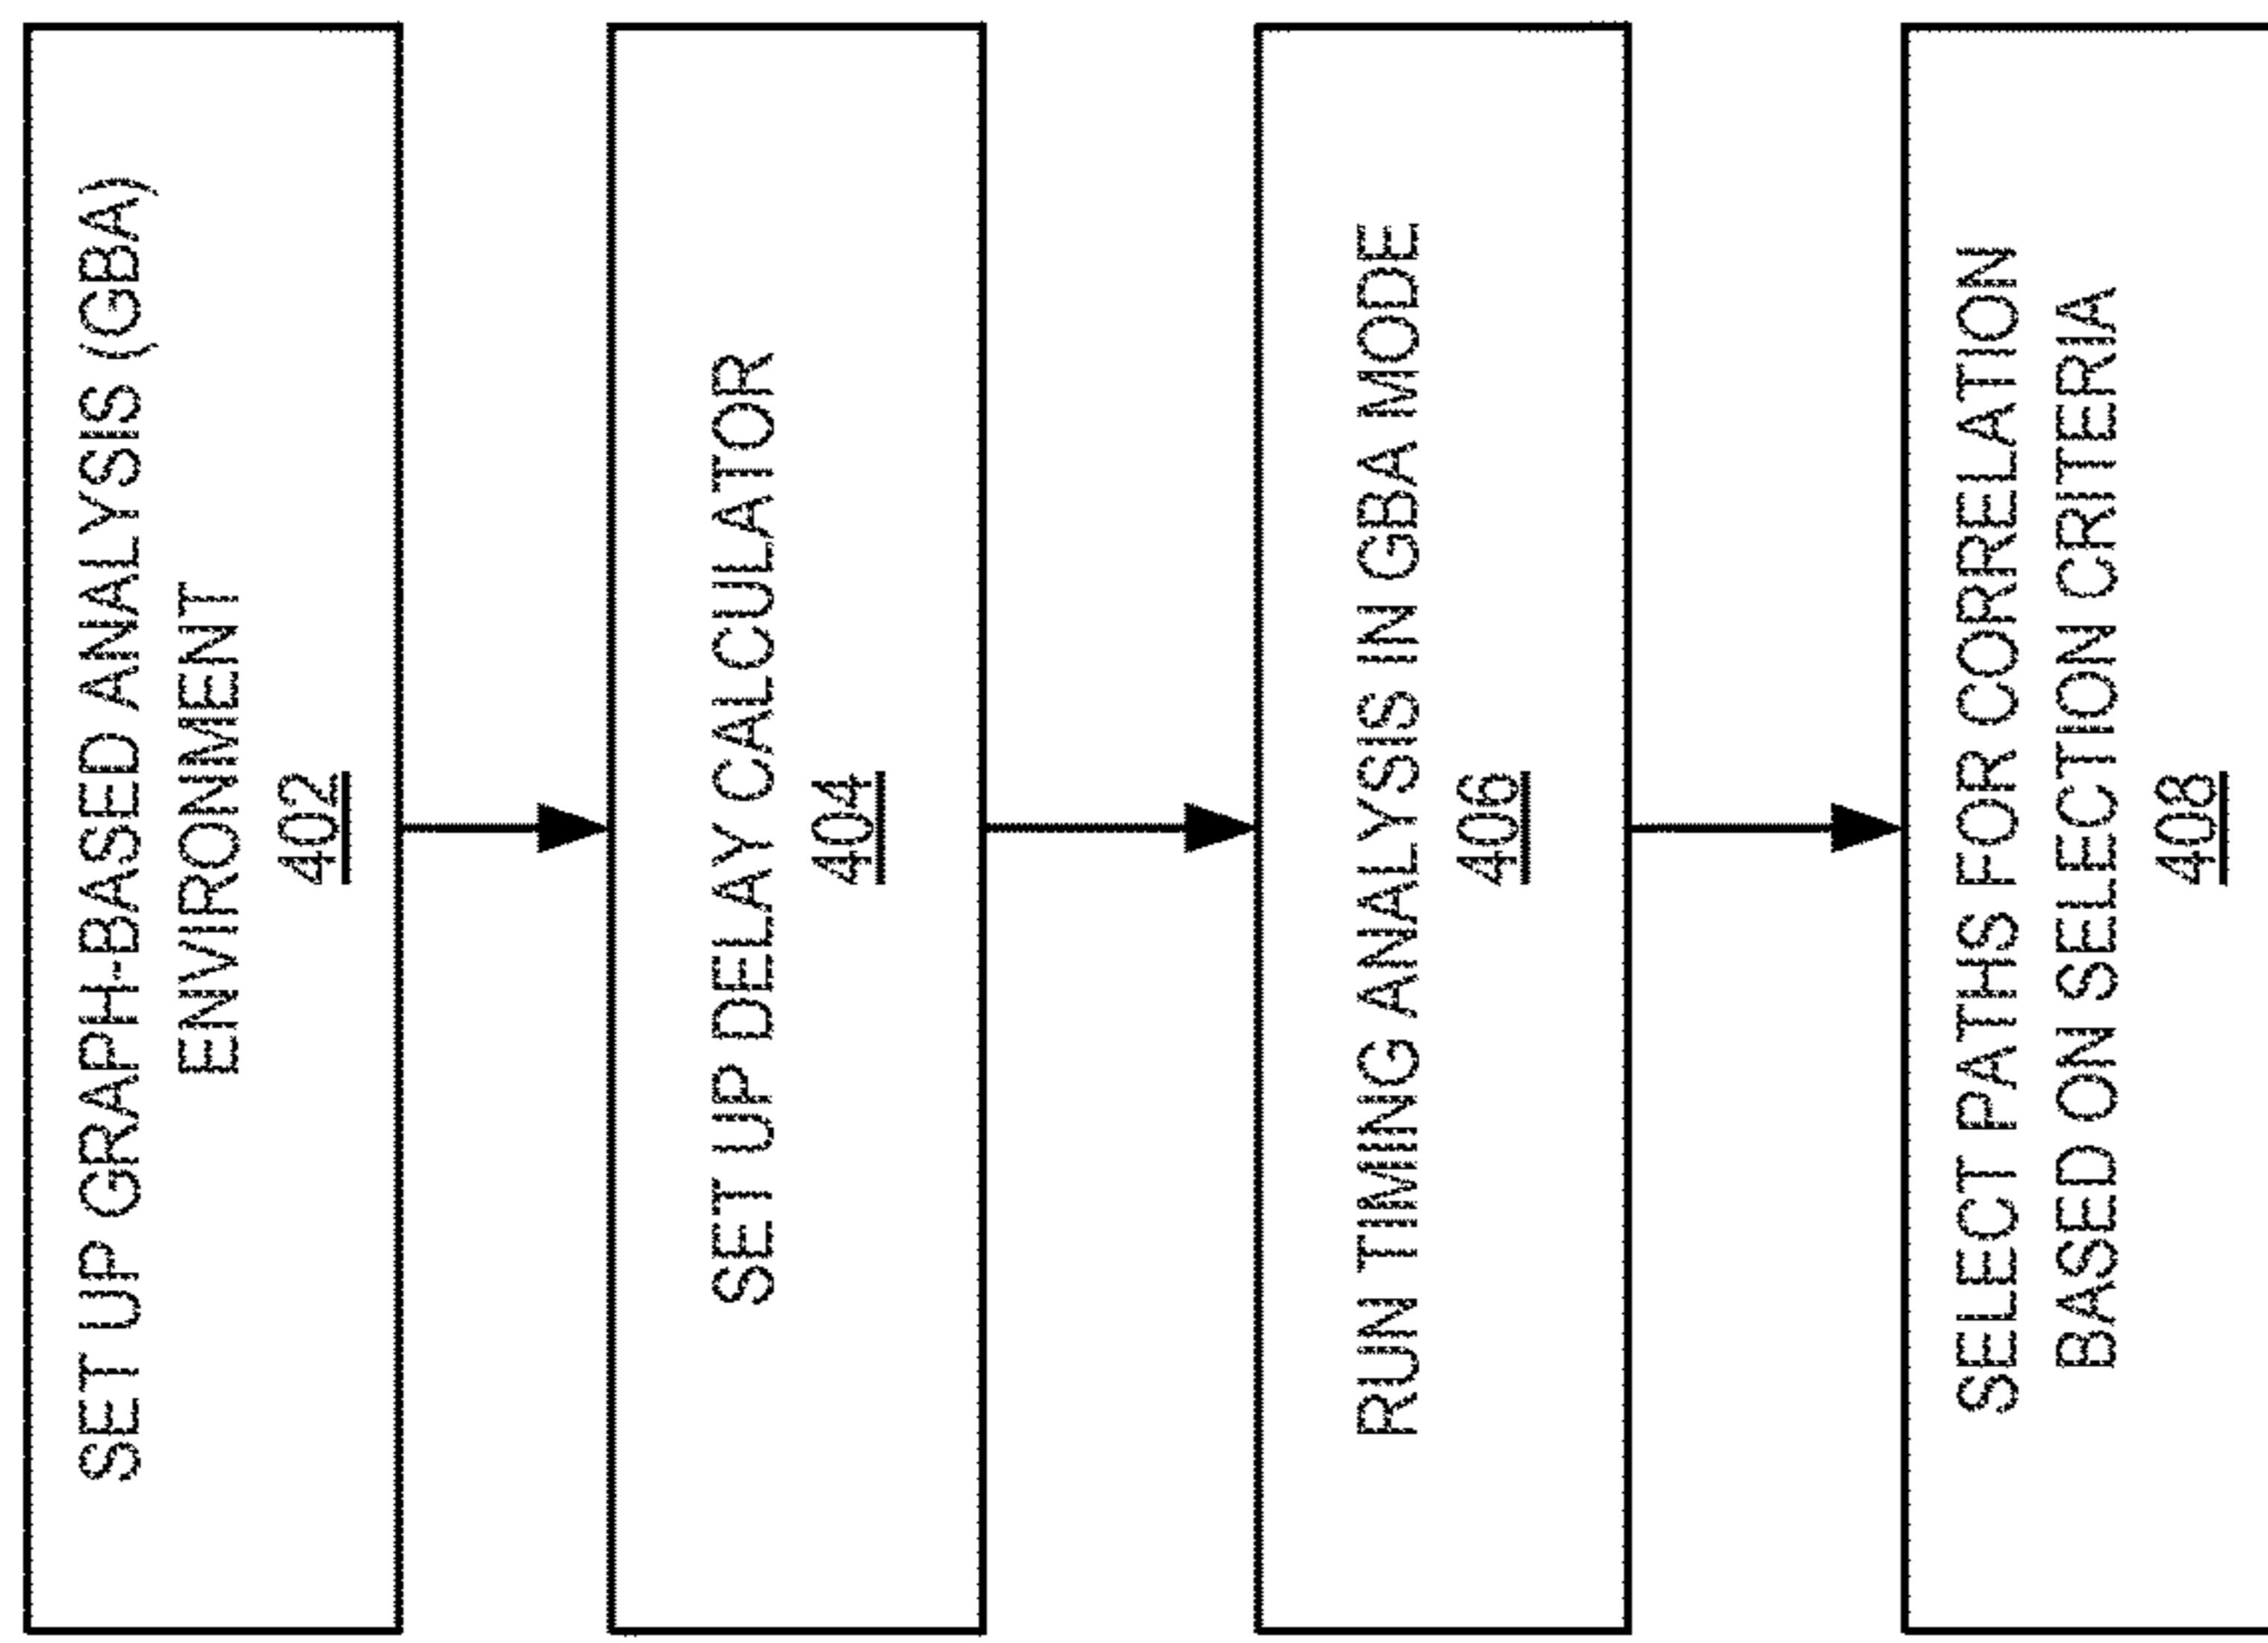 SET UP GRAPH-BASED ANALYSIS (GBA)
ENVIRONMENT
402
SET UP DELAY CALCULATOR
404
RUN TIMING ANALYSIS IN GBA MODE
406
SELECT PATHS FOR CORRELATION
BASED ON SELECTION CRITERIA
408